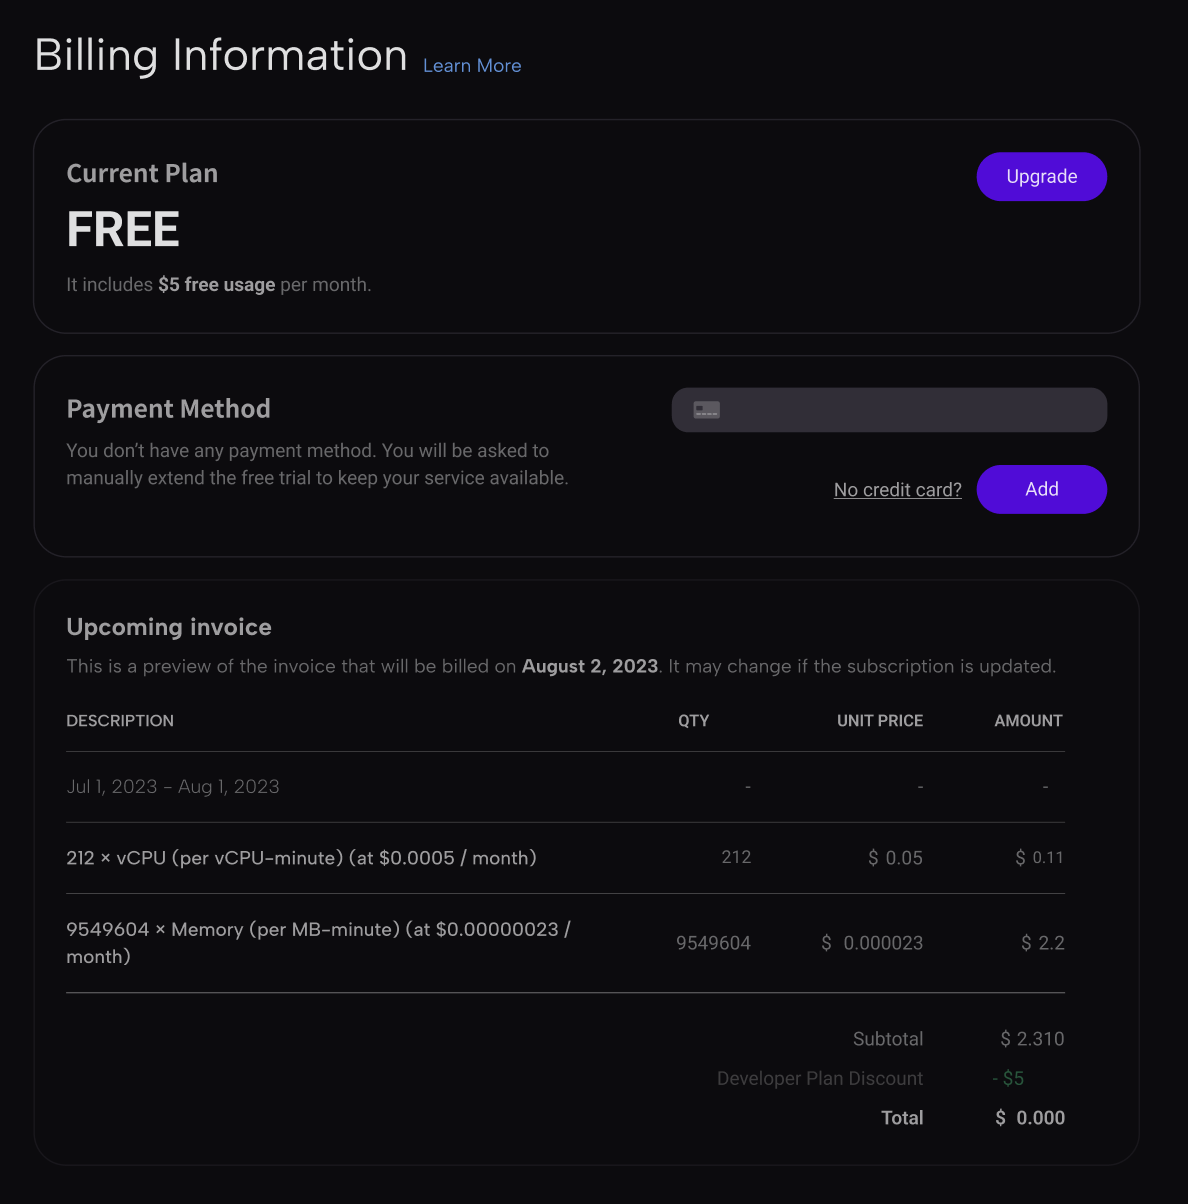 Billing Information Learn More
Current Plan
Upgrade
FREE
It includes $5 free usage per month.
Payment Method
You don't have any payment method. You will be asked to
manually extend the free trial to keep your service available.
No credit card? Add
Upcoming invoice
This is a preview of the invoice that will be billed on August 2, 2023. It may change if the subscription is updated.
DESCRIPTION QTY UNIT PRICE AMOUNT
Jul 1, 2023 – Aug 1, 2023 - - -
212 × vCPU (per vCPU-minute) (at $0.0005 / month) 212 $ 0.05 $ 0.11
9549604 × Memory (per MB-minute) (at $0.00000023 /
month) 9549604 $ 0.000023 $ 2.2
Subtotal $ 2.310
Developer Plan Discount - $5
Total $ 0.000